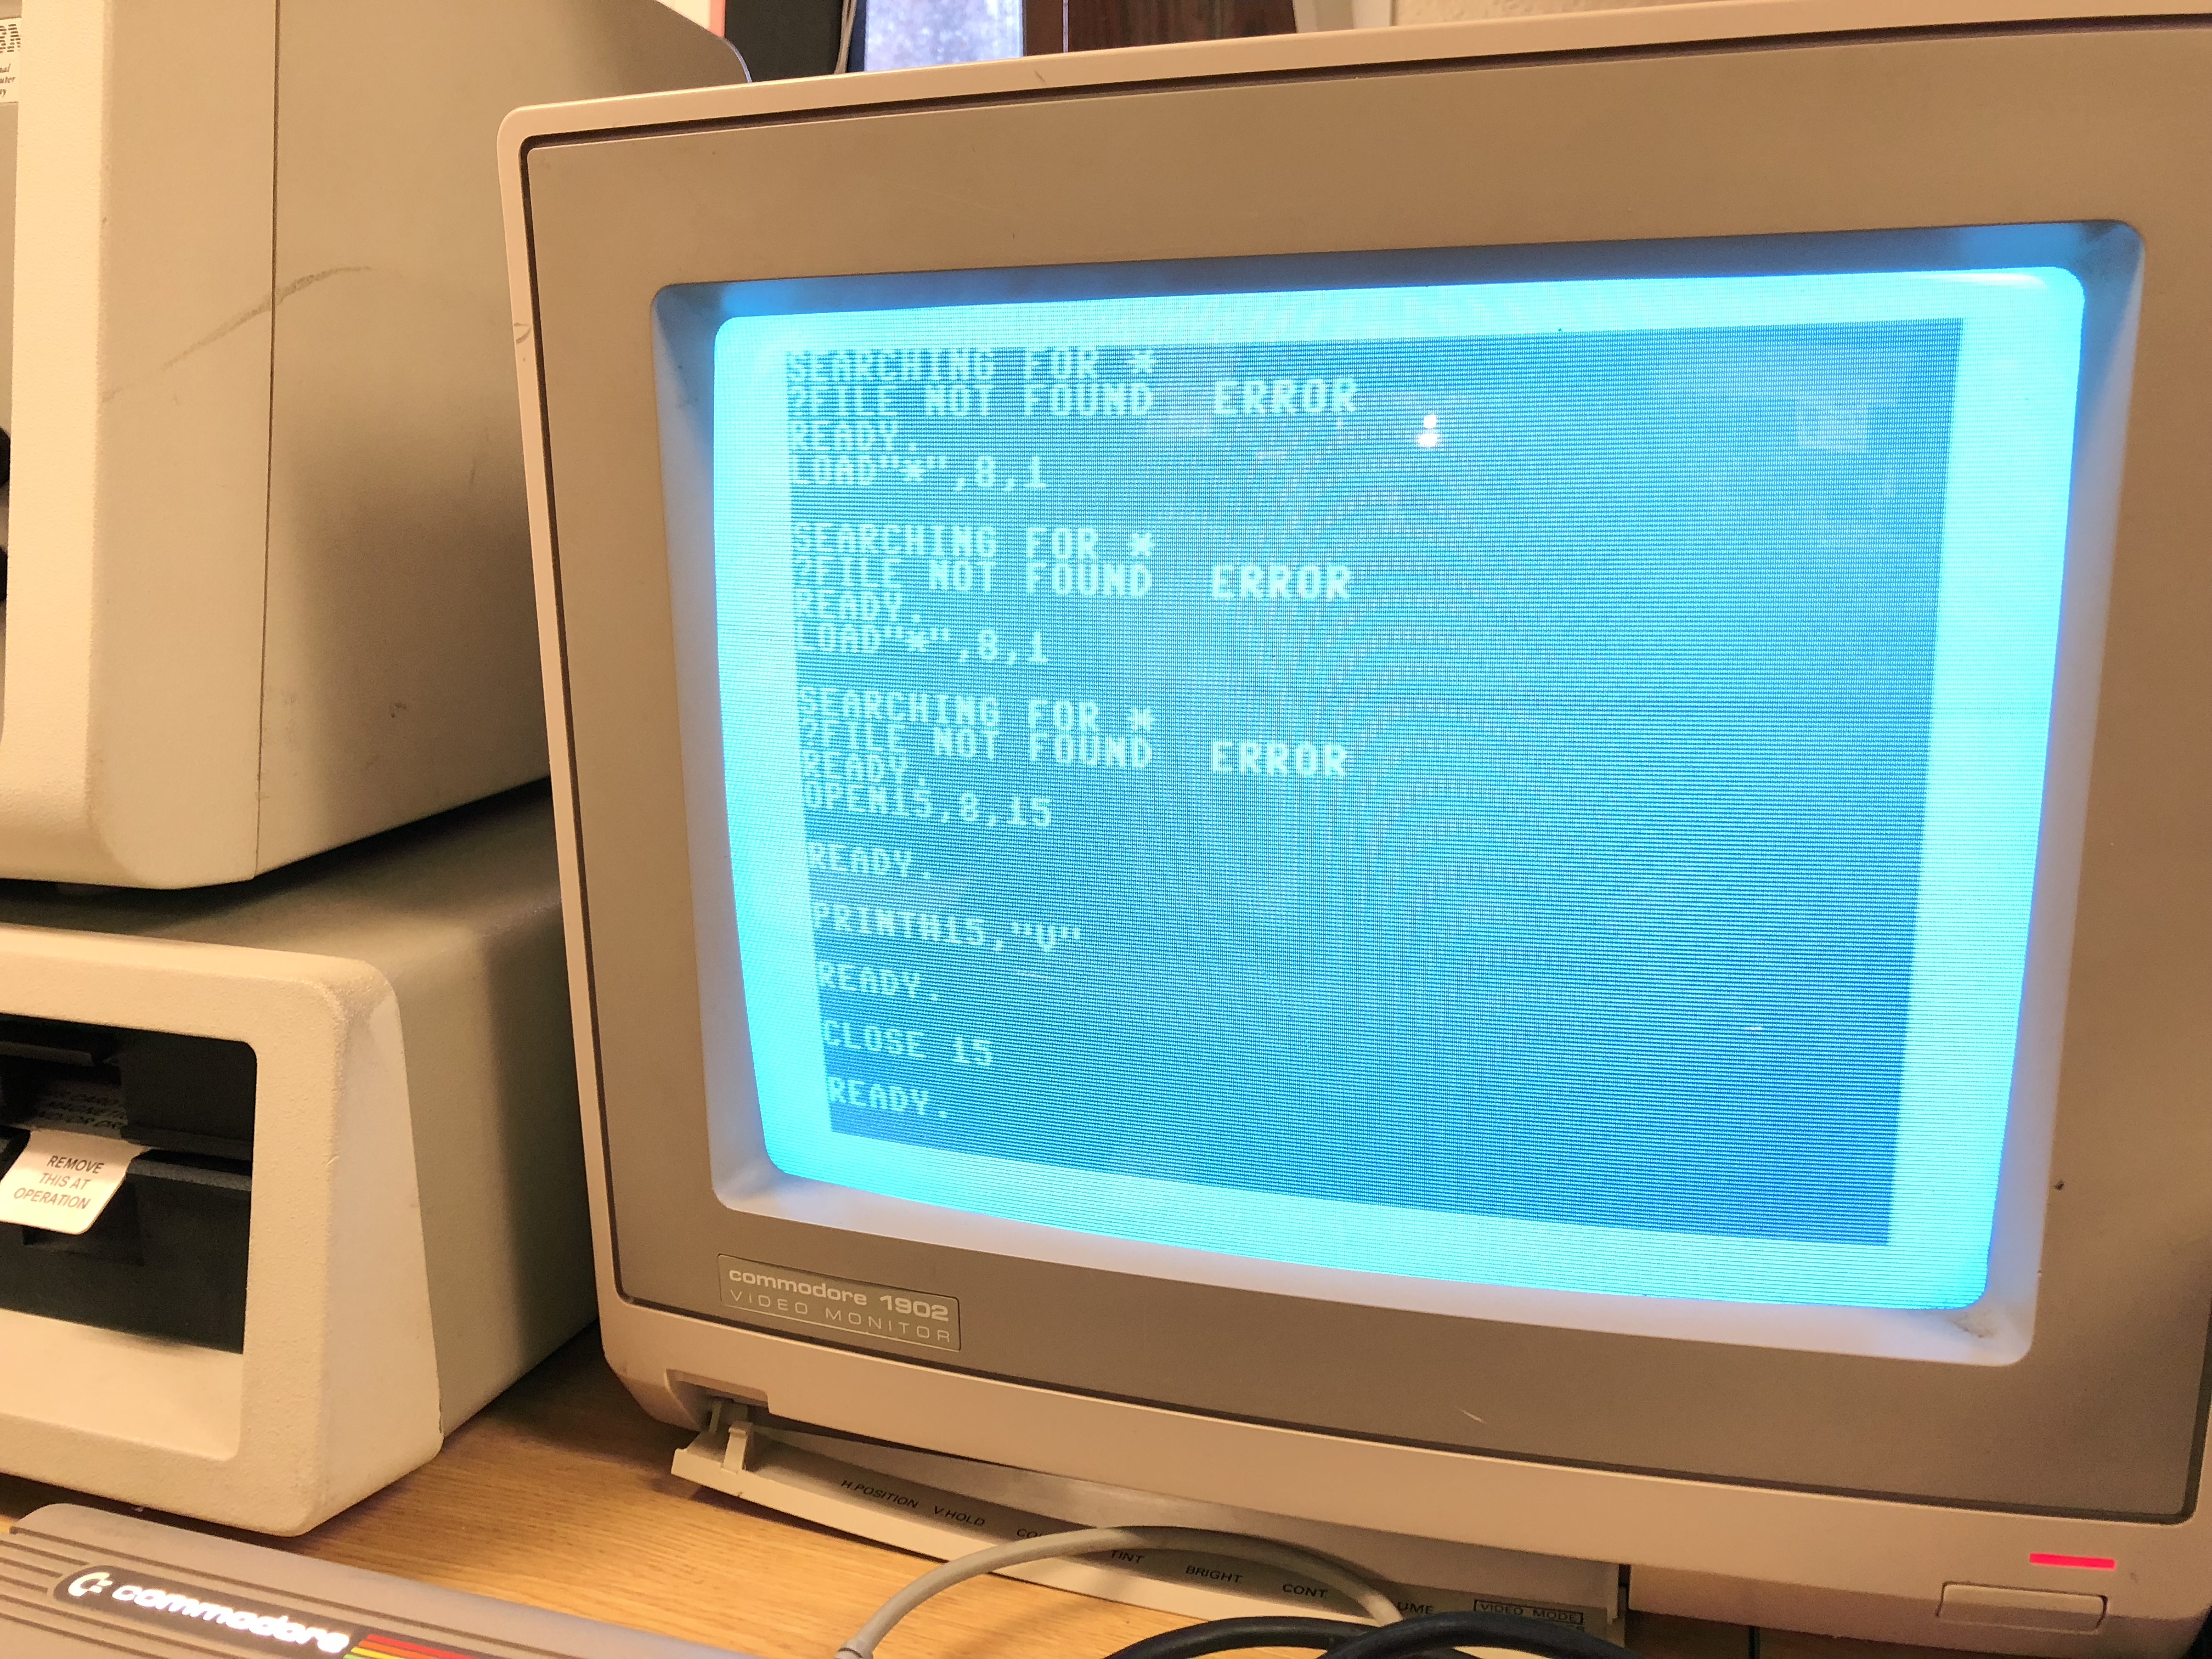 SEARCHING FOR *
?FILE NOT FOUND  ERROR
READY.
LOAD"*",8,1
SEARCHING FOR *
?FILE NOT FOUND  ERROR
READY.
LOAD"*",8,1
SEARCHING FOR *
?FILE NOT FOUND  ERROR
READY.
OPEN15,8,15
READY.
PRINT#15,"V"
READY.
CLOSE 15
READY.
commodore 1902
VIDEO MONITOR
REMOVE
THIS AT
OPERATION
H.POSITION V.HOLD TINT BRIGHT. CONT. VIDEO MODE
commodore